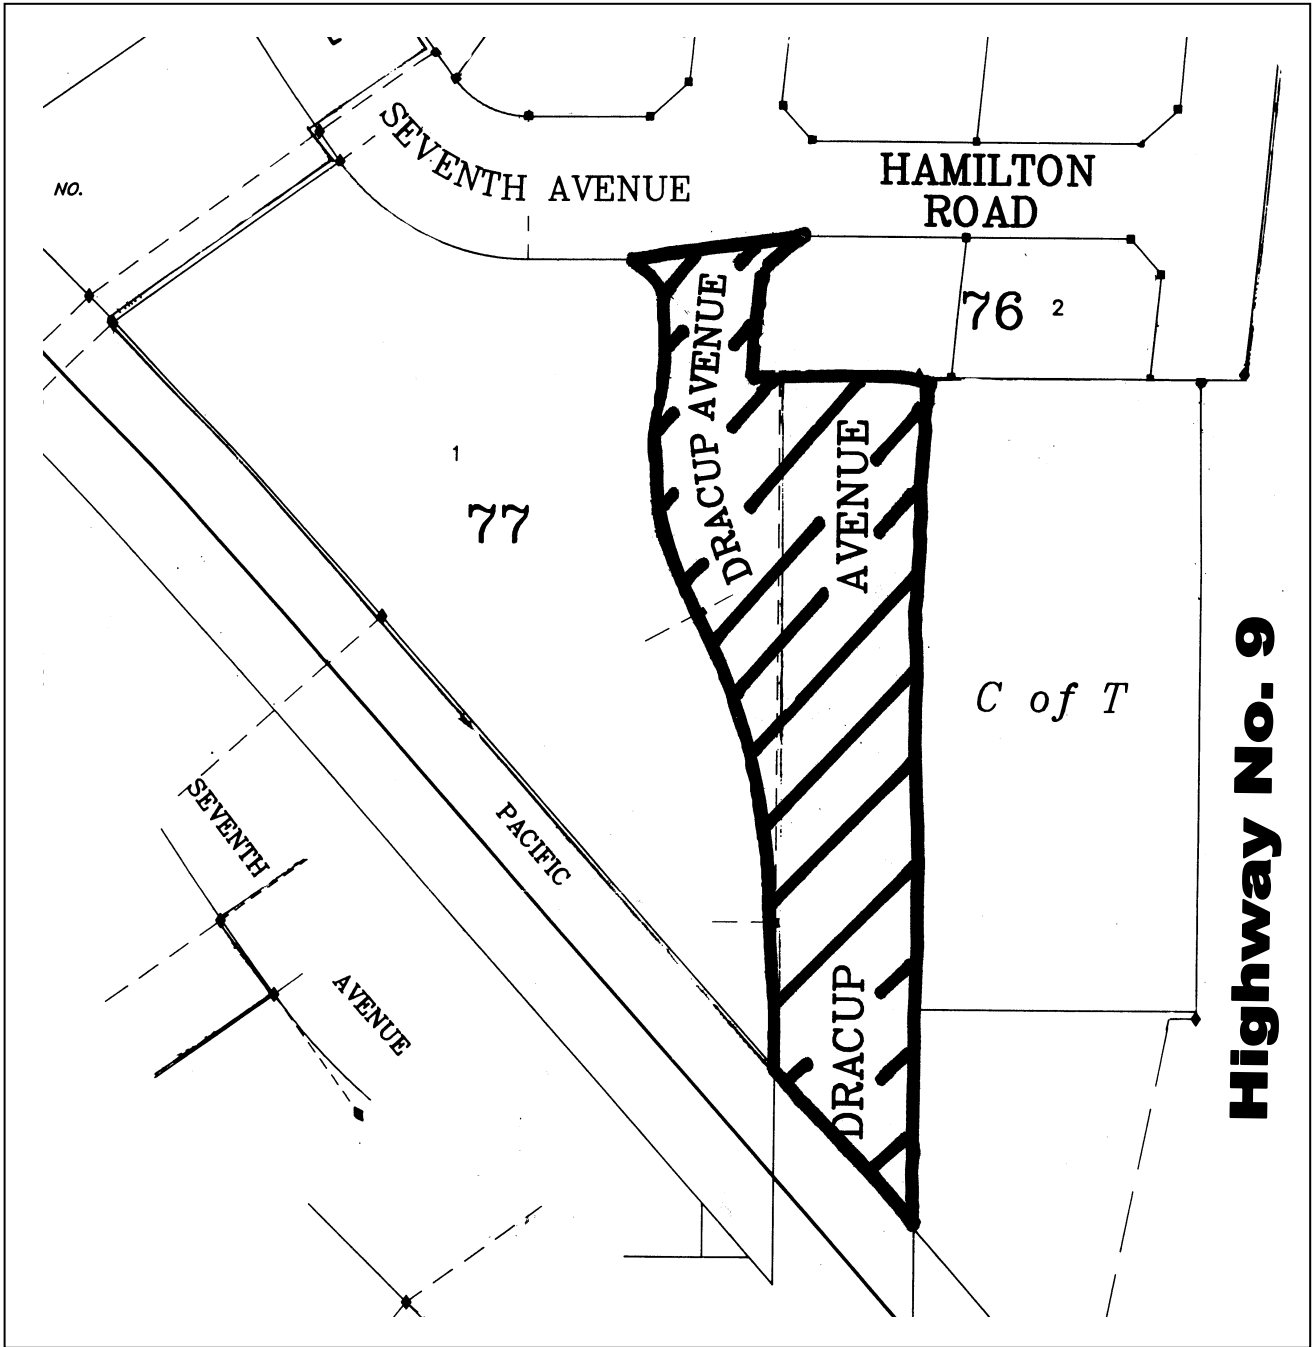 NO.
SEVENTH AVENUE
HAMILTON
ROAD
76 2
DRACUP AVENUE
1
77
AVENUE
DRACUP
C of T
Highway No. 9
PACIFIC
SEVENTH
AVENUE